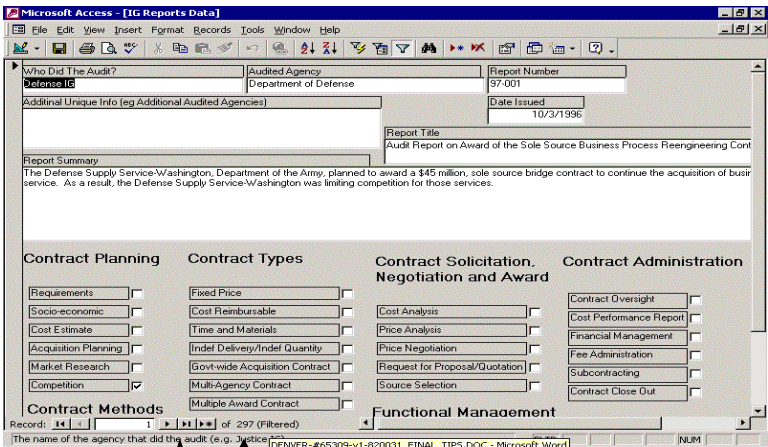 Microsoft Access - [IG Reports Data]
File Edit View Insert Format Records Tools Window Help
Who Did The Audit? Audited Agency Report Number
Defense IG Department of Defense 97-001
Additinal Unique Info (eg Additional Audited Agencies) Date Issued
10/3/1996
Report Title
Audit Report on Award of the Sole Source Business Process Reengineering Cont
Report Summary
The Defense Supply Service-Washington, Department of the Army, planned to award a $45 million, sole source bridge contract to continue the acquisition of busin
service. As a result, the Defense Supply Service-Washington was limiting competition for those services.
Contract Planning Contract Types Contract Solicitation, Negotiation and Award Contract Administration
Requirements Fixed Price Contract Oversight
Socio-economic Cost Reimbursable Cost Analysis Cost Performance Report
Cost Estimate Time and Materials Price Analysis Financial Management
Acquisition Planning Indef Delivery/Indef Quantity Price Negotiation Fee Administration
Market Research Govt-wide Acquisition Contract Request for Proposal/Quotation Subcontracting
Competition Multi-Agency Contract Source Selection Contract Close Out
Contract Methods Multiple Award Contract Functional Management
Record: 1 of 297 (Filtered)
The name of the agency that did the audit (e.g. Justice NUM
DENVER-#65309-v1-820031_FINAL_TIPS.DOC - Microsoft Word